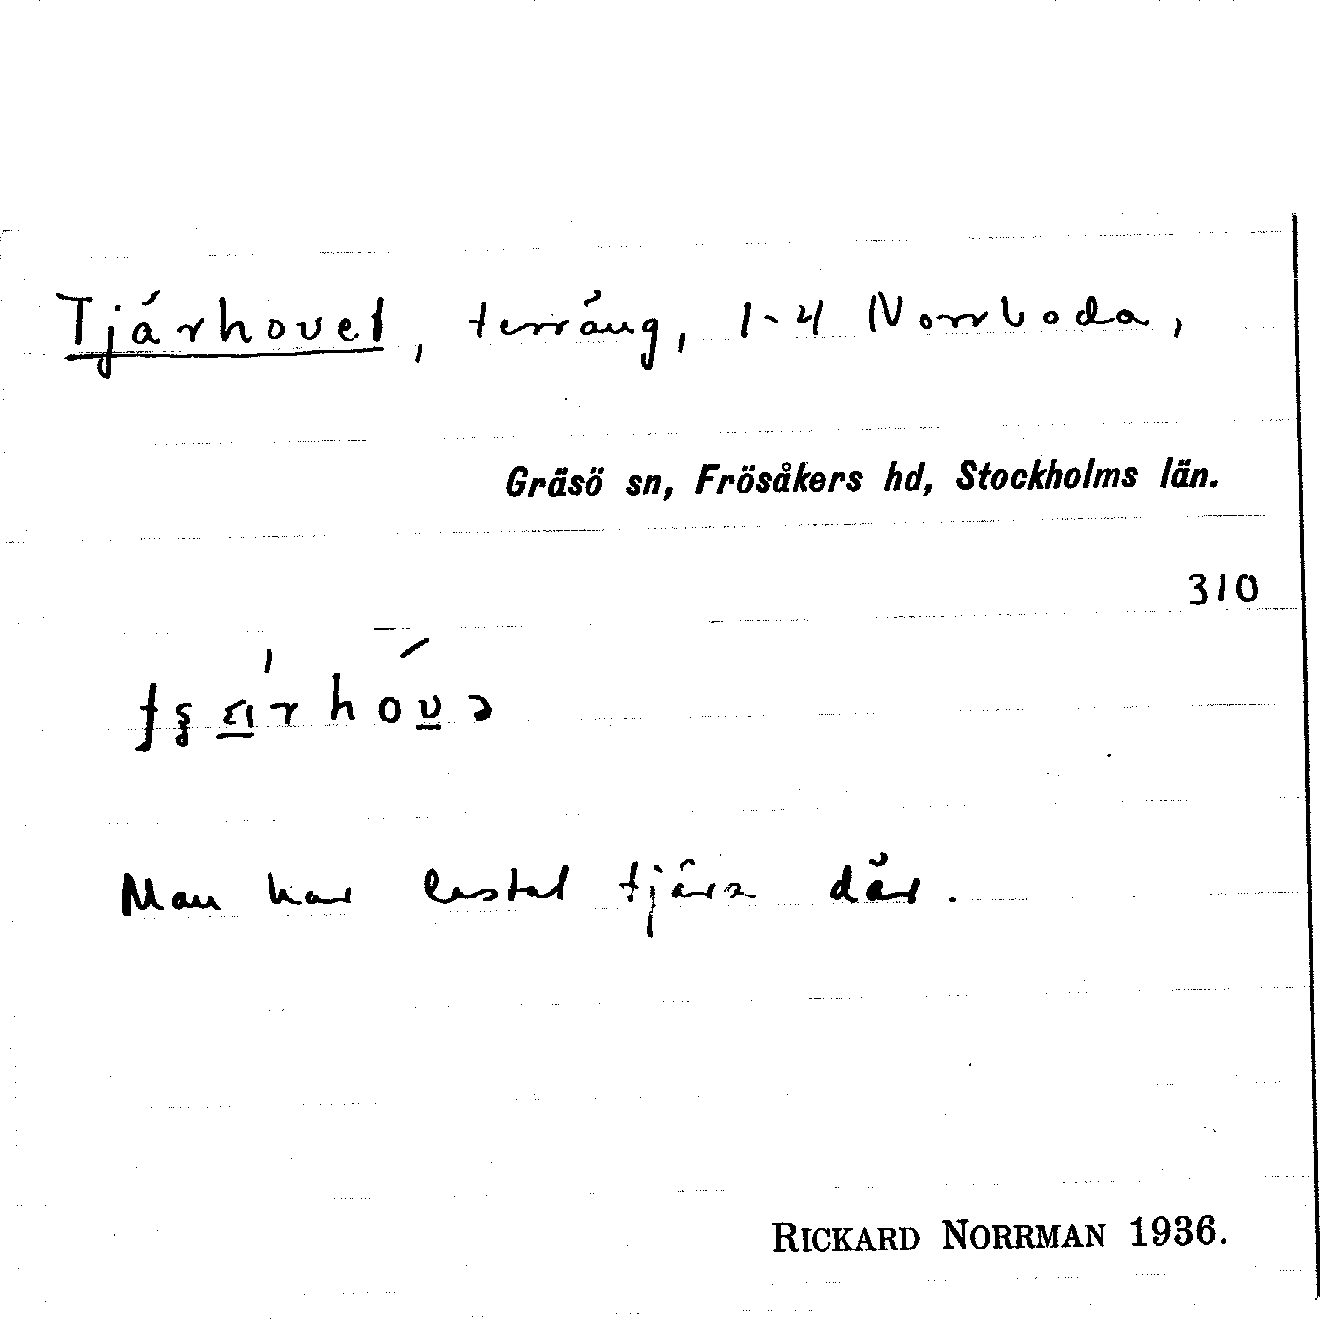 Tjärhovet, terräng, 1-4 Norrboda,
Gräsö sn, Frösåkers hd, Stockholms län.
310
Man har lastat tjära där.
RICKARD NORRMAN 1936.